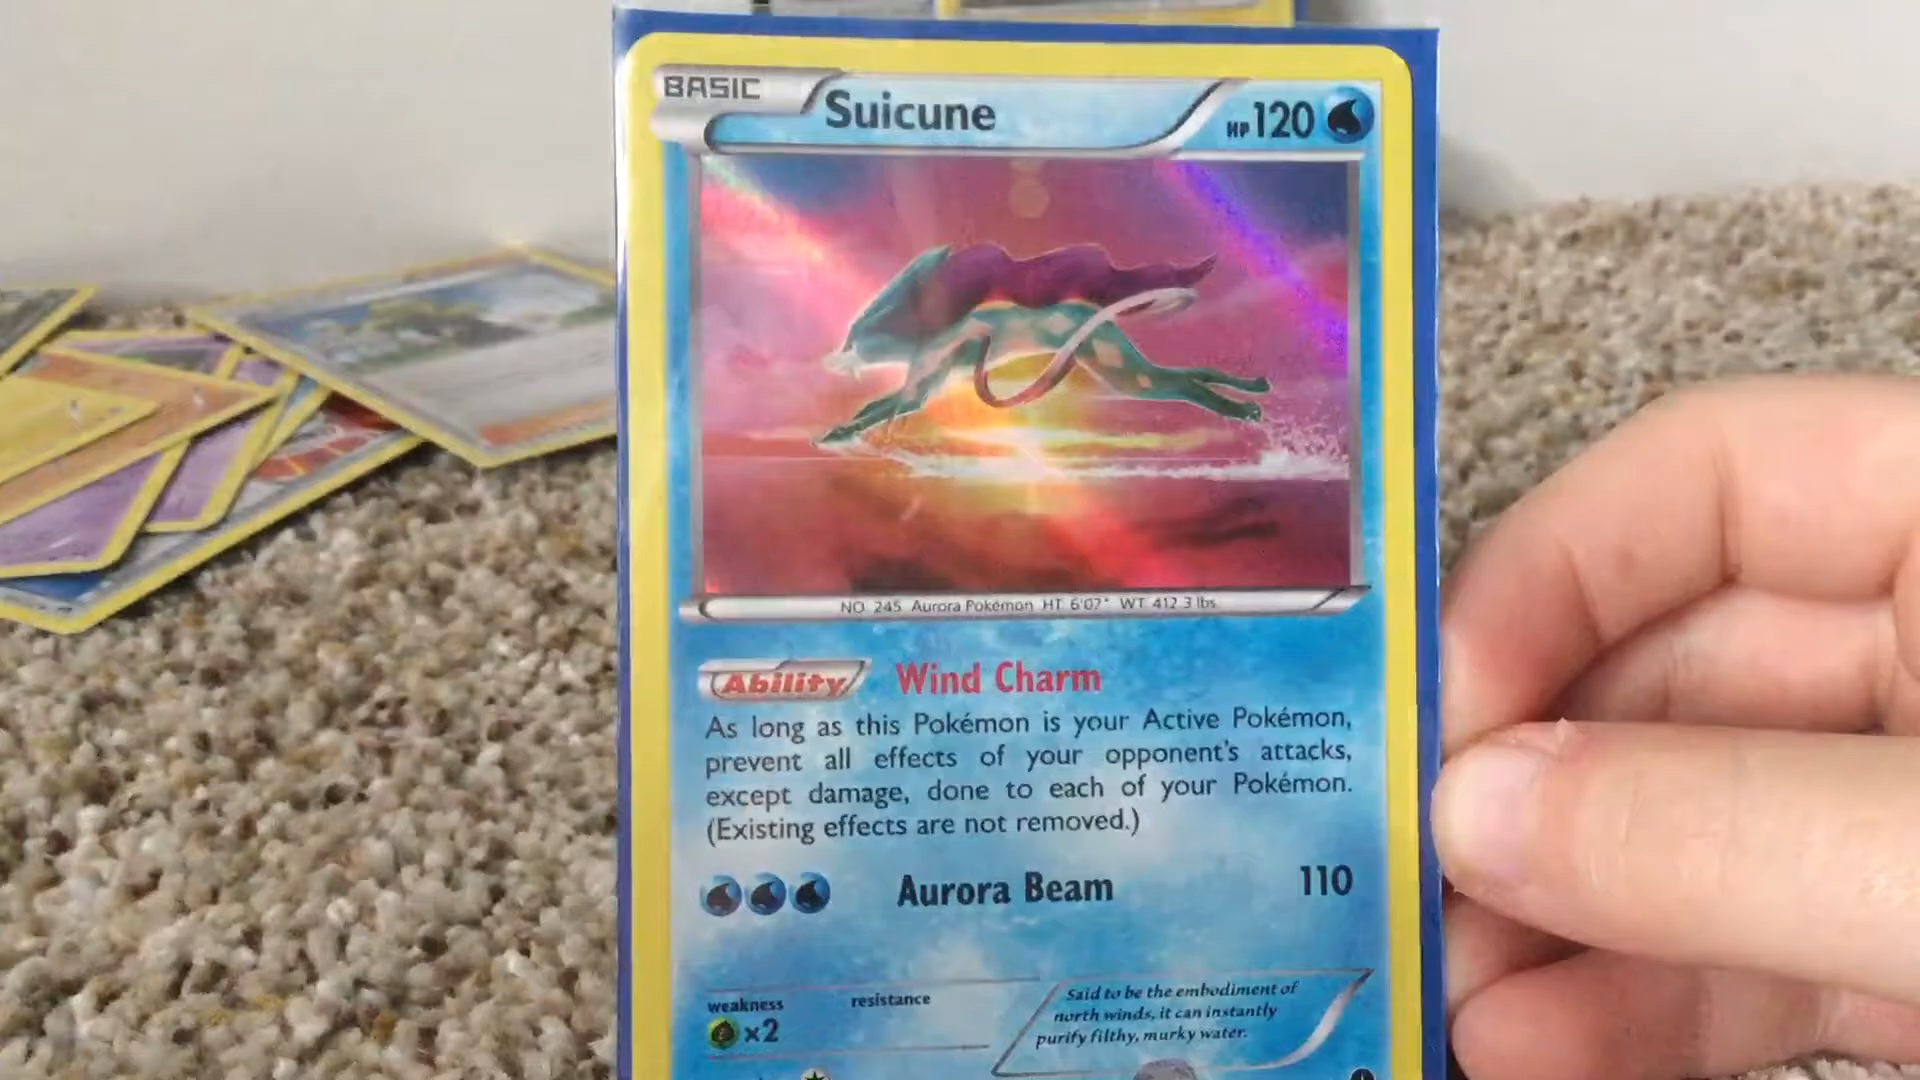 BASIC
Suicune
HP 120
NO. 245 Aurora Pokémon HT 6'07" WT 412.3 lbs.
Ability Wind Charm
As long as this Pokémon is your Active Pokémon,
prevent all effects of your opponent's attacks,
except damage, done to each of your Pokémon.
(Existing effects are not removed.)
Aurora Beam 110
weakness resistance
x2
Said to be the embodiment of
north winds, it can instantly
purify filthy, murky water.